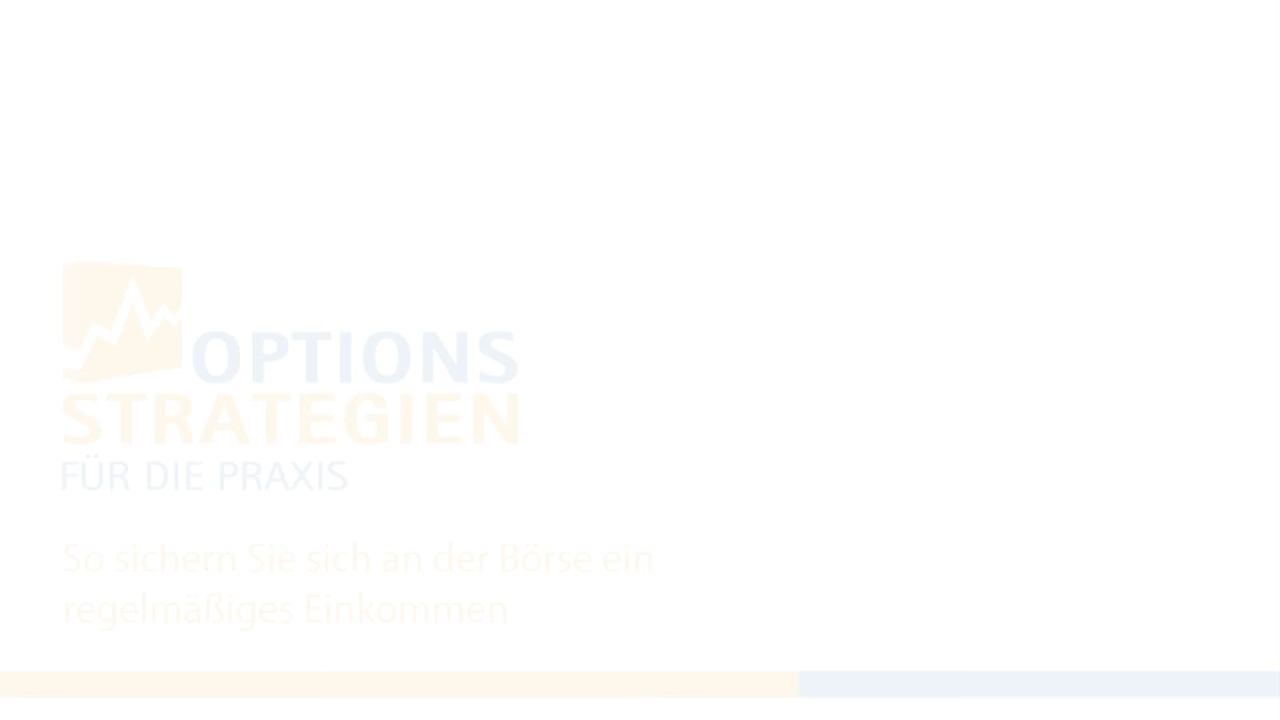 OPTIONS
STRATEGIEN
FÜR DIE PRAXIS
So sichern Sie sich an der Börse ein
regelmäßiges Einkommen